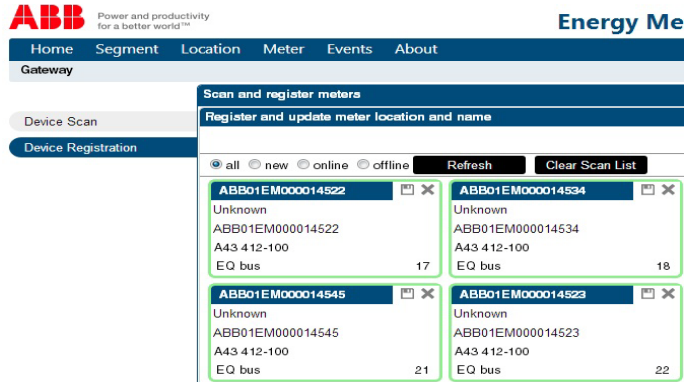 ABB Power and productivity
for a better world™
Energy Me
Home Segment Location Meter Events About
Gateway
Scan and register meters
Device Scan
Register and update meter location and name
Device Registration
all new online offline Refresh Clear Scan List
ABB01EM000014522
Unknown
ABB01EM000014522
A43 412-100
EQ bus 17
ABB01EM000014534
Unknown
ABB01EM000014534
A43 412-100
EQ bus 18
ABB01EM000014545
Unknown
ABB01EM000014545
A43 412-100
EQ bus 21
ABB01EM000014523
Unknown
ABB01EM000014523
A43 412-100
EQ bus 22